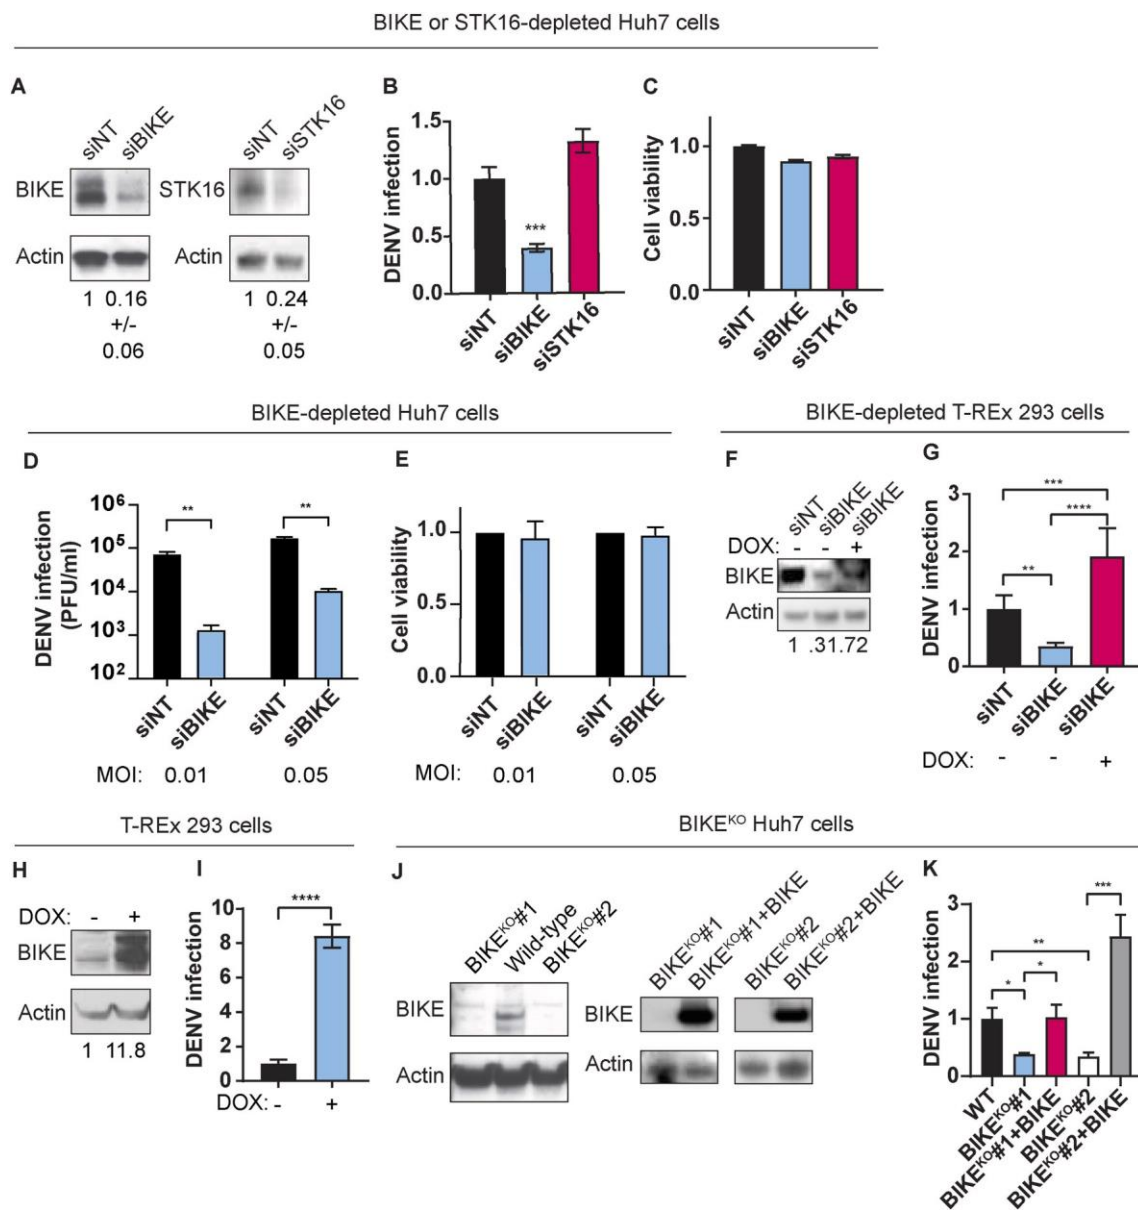 BIKE or STK16-depleted Huh7 cells
A
siNT
siBIKE
siNT
siSTK16
BIKE
STK16
Actin
Actin
1 0.16
+/-
0.06
1 0.24
+/-
0.05
B
DENV infection
1.5
1.0
0.5
0.0
***
siNT
siBIKE
siSTK16
C
Cell viability
1.0
0.5
0.0
siNT
siBIKE
siSTK16
BIKE-depleted Huh7 cells
D
DENV infection
(PFU/ml)
10⁶
10⁵
10⁴
10³
10²
**
**
siNT
siBIKE
siNT
siBIKE
MOI: 0.01 0.05
E
Cell viability
1.0
0.5
0.0
siNT
siBIKE
siNT
siBIKE
0.01 0.05
BIKE-depleted T-REx 293 cells
F
siNT
siBIKE
siBIKE
DOX: - - +
BIKE
Actin
1 .31.72
G
DENV infection
3
2
1
0
***
****
**
siNT
siBIKE
siBIKE
DOX: - - +
T-REx 293 cells
H
DOX: - +
BIKE
Actin
1 11.8
I
DENV infection
10
8
6
4
2
0
****
DOX: - +
BIKEᴷᴼ Huh7 cells
J
BIKEᴷᴼ#1
Wild-type
BIKEᴷᴼ#2
BIKE
Actin
BIKEᴷᴼ#1
BIKEᴷᴼ#1+BIKE
BIKEᴷᴼ#2
BIKEᴷᴼ#2+BIKE
BIKE
Actin
K
DENV infection
3
2
1
0
***
**
*
*
WT
BIKEᴷᴼ#1
BIKEᴷᴼ#1+BIKE
BIKEᴷᴼ#2
BIKEᴷᴼ#2+BIKE